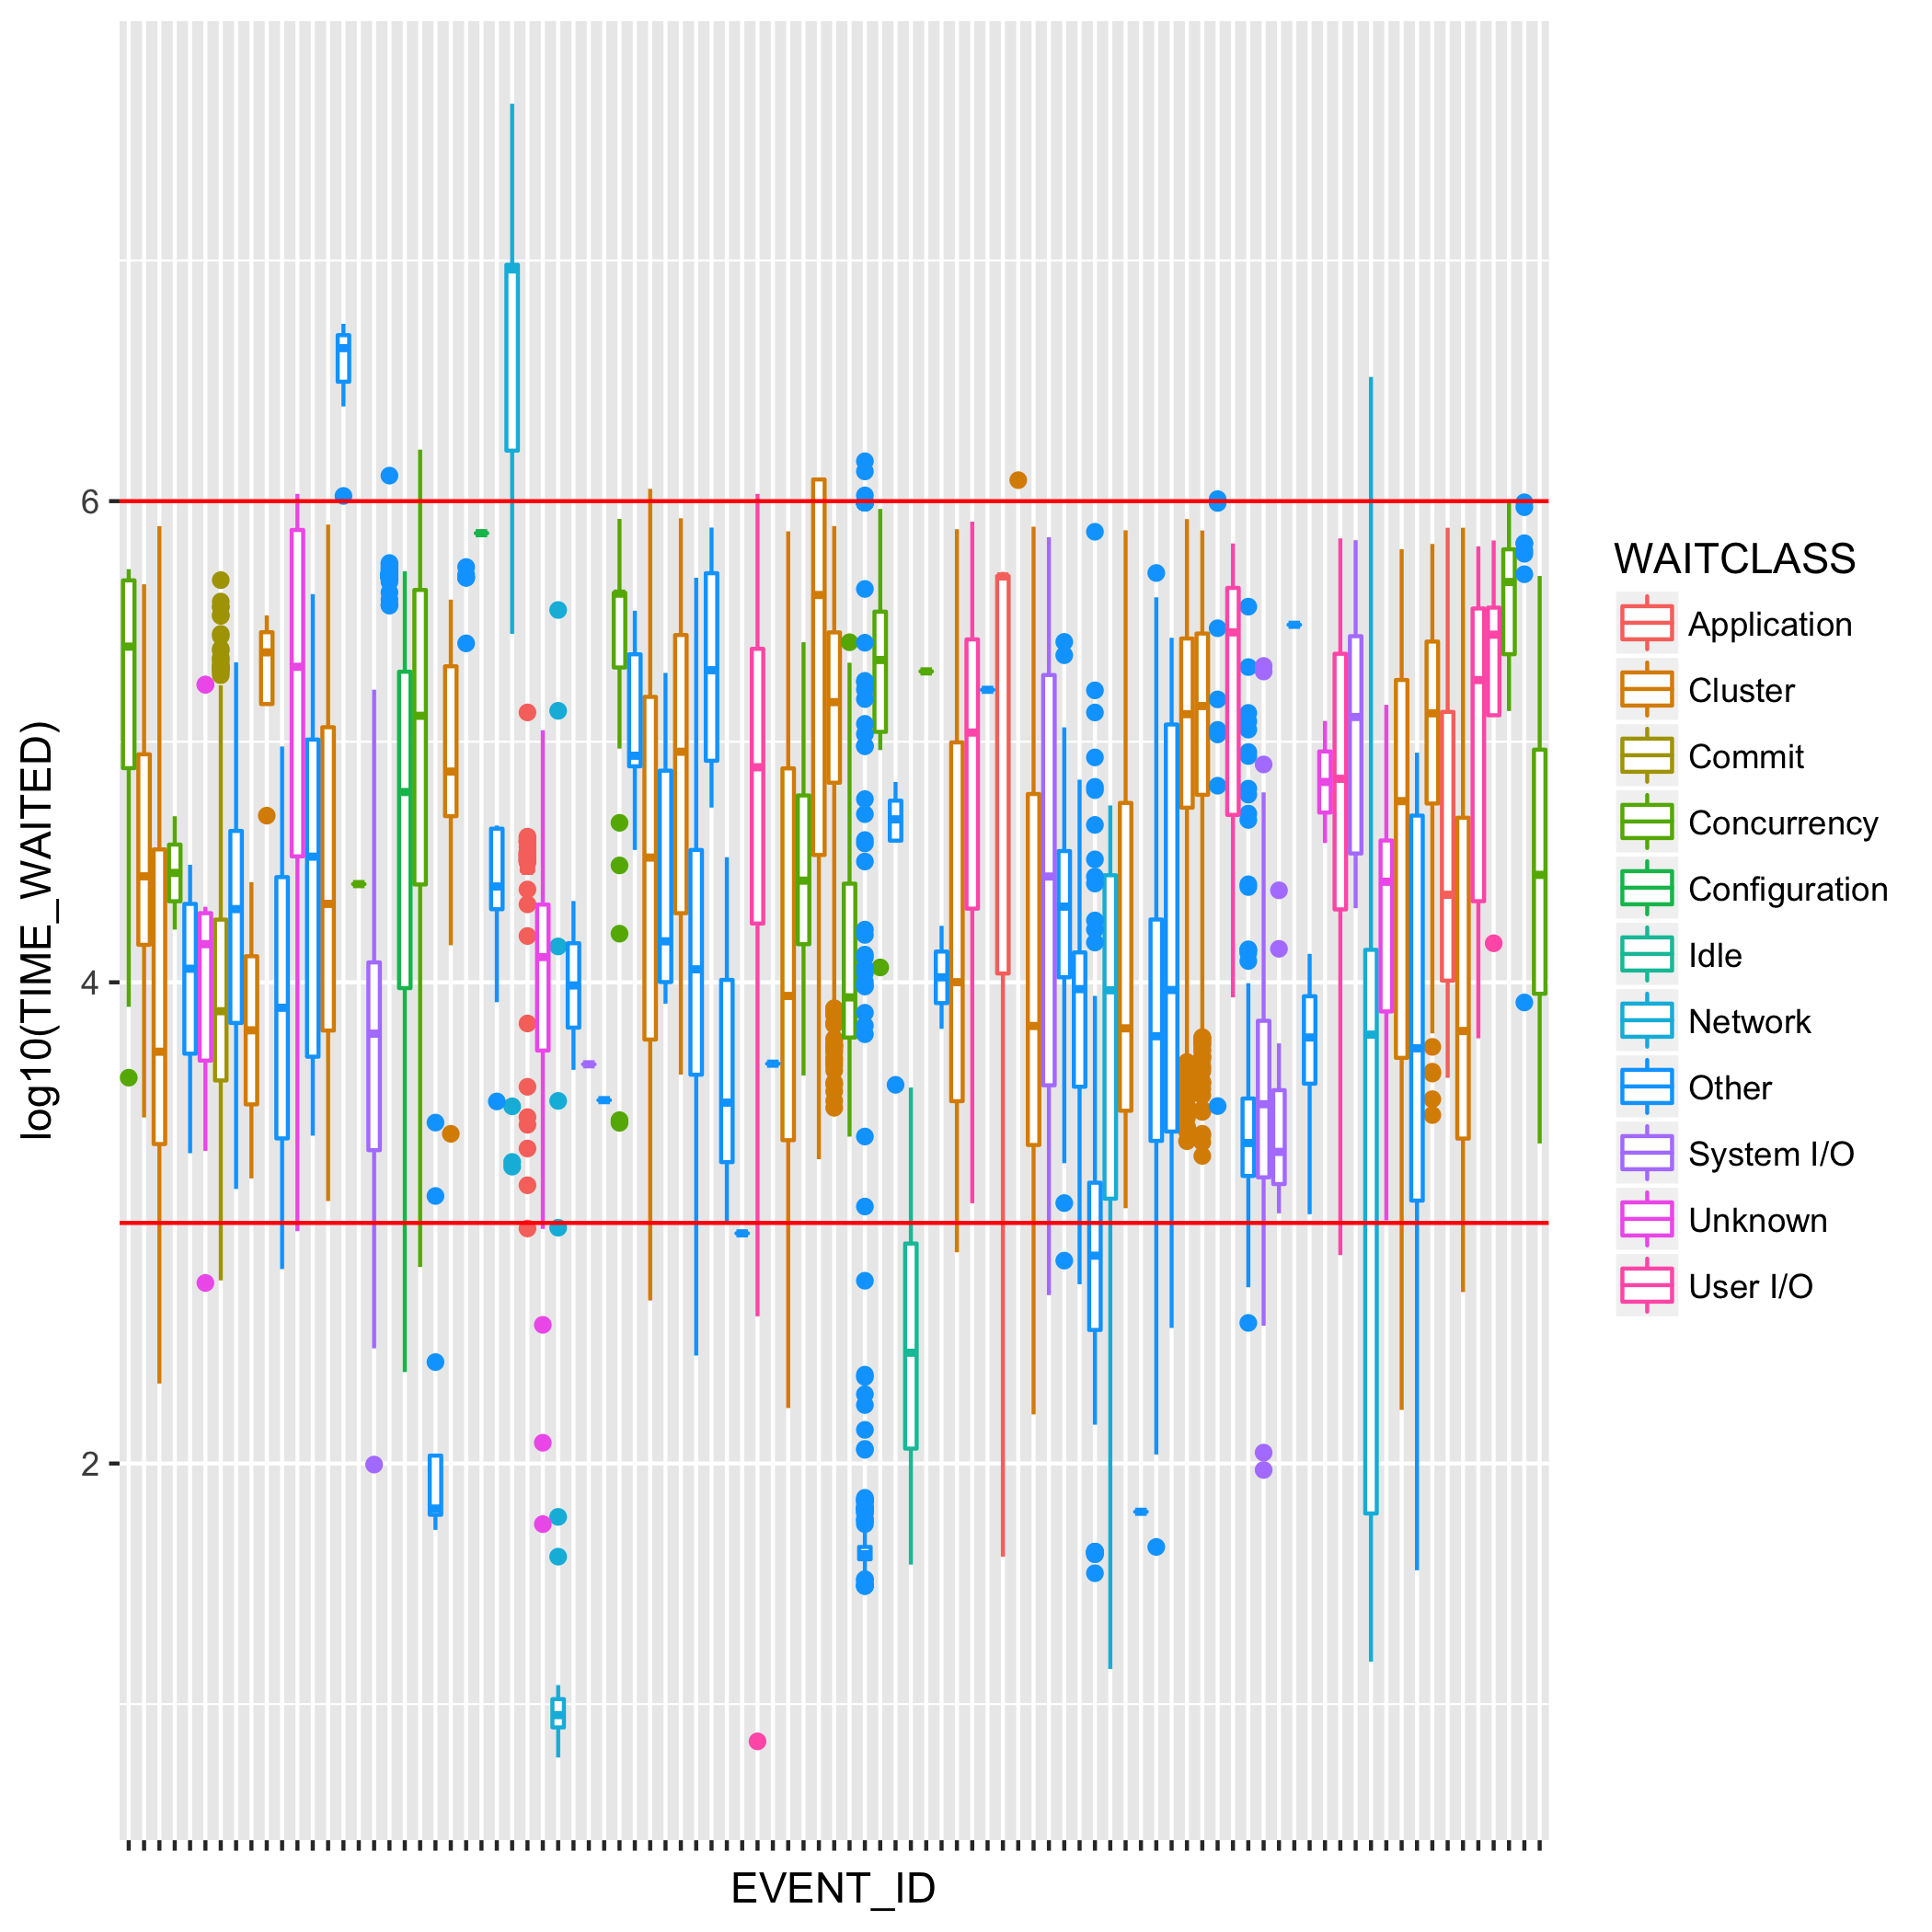 log10(TIME_WAITED)
6
4
2
EVENT_ID
WAITCLASS
Application
Cluster
Commit
Concurrency
Configuration
Idle
Network
Other
System I/O
Unknown
User I/O